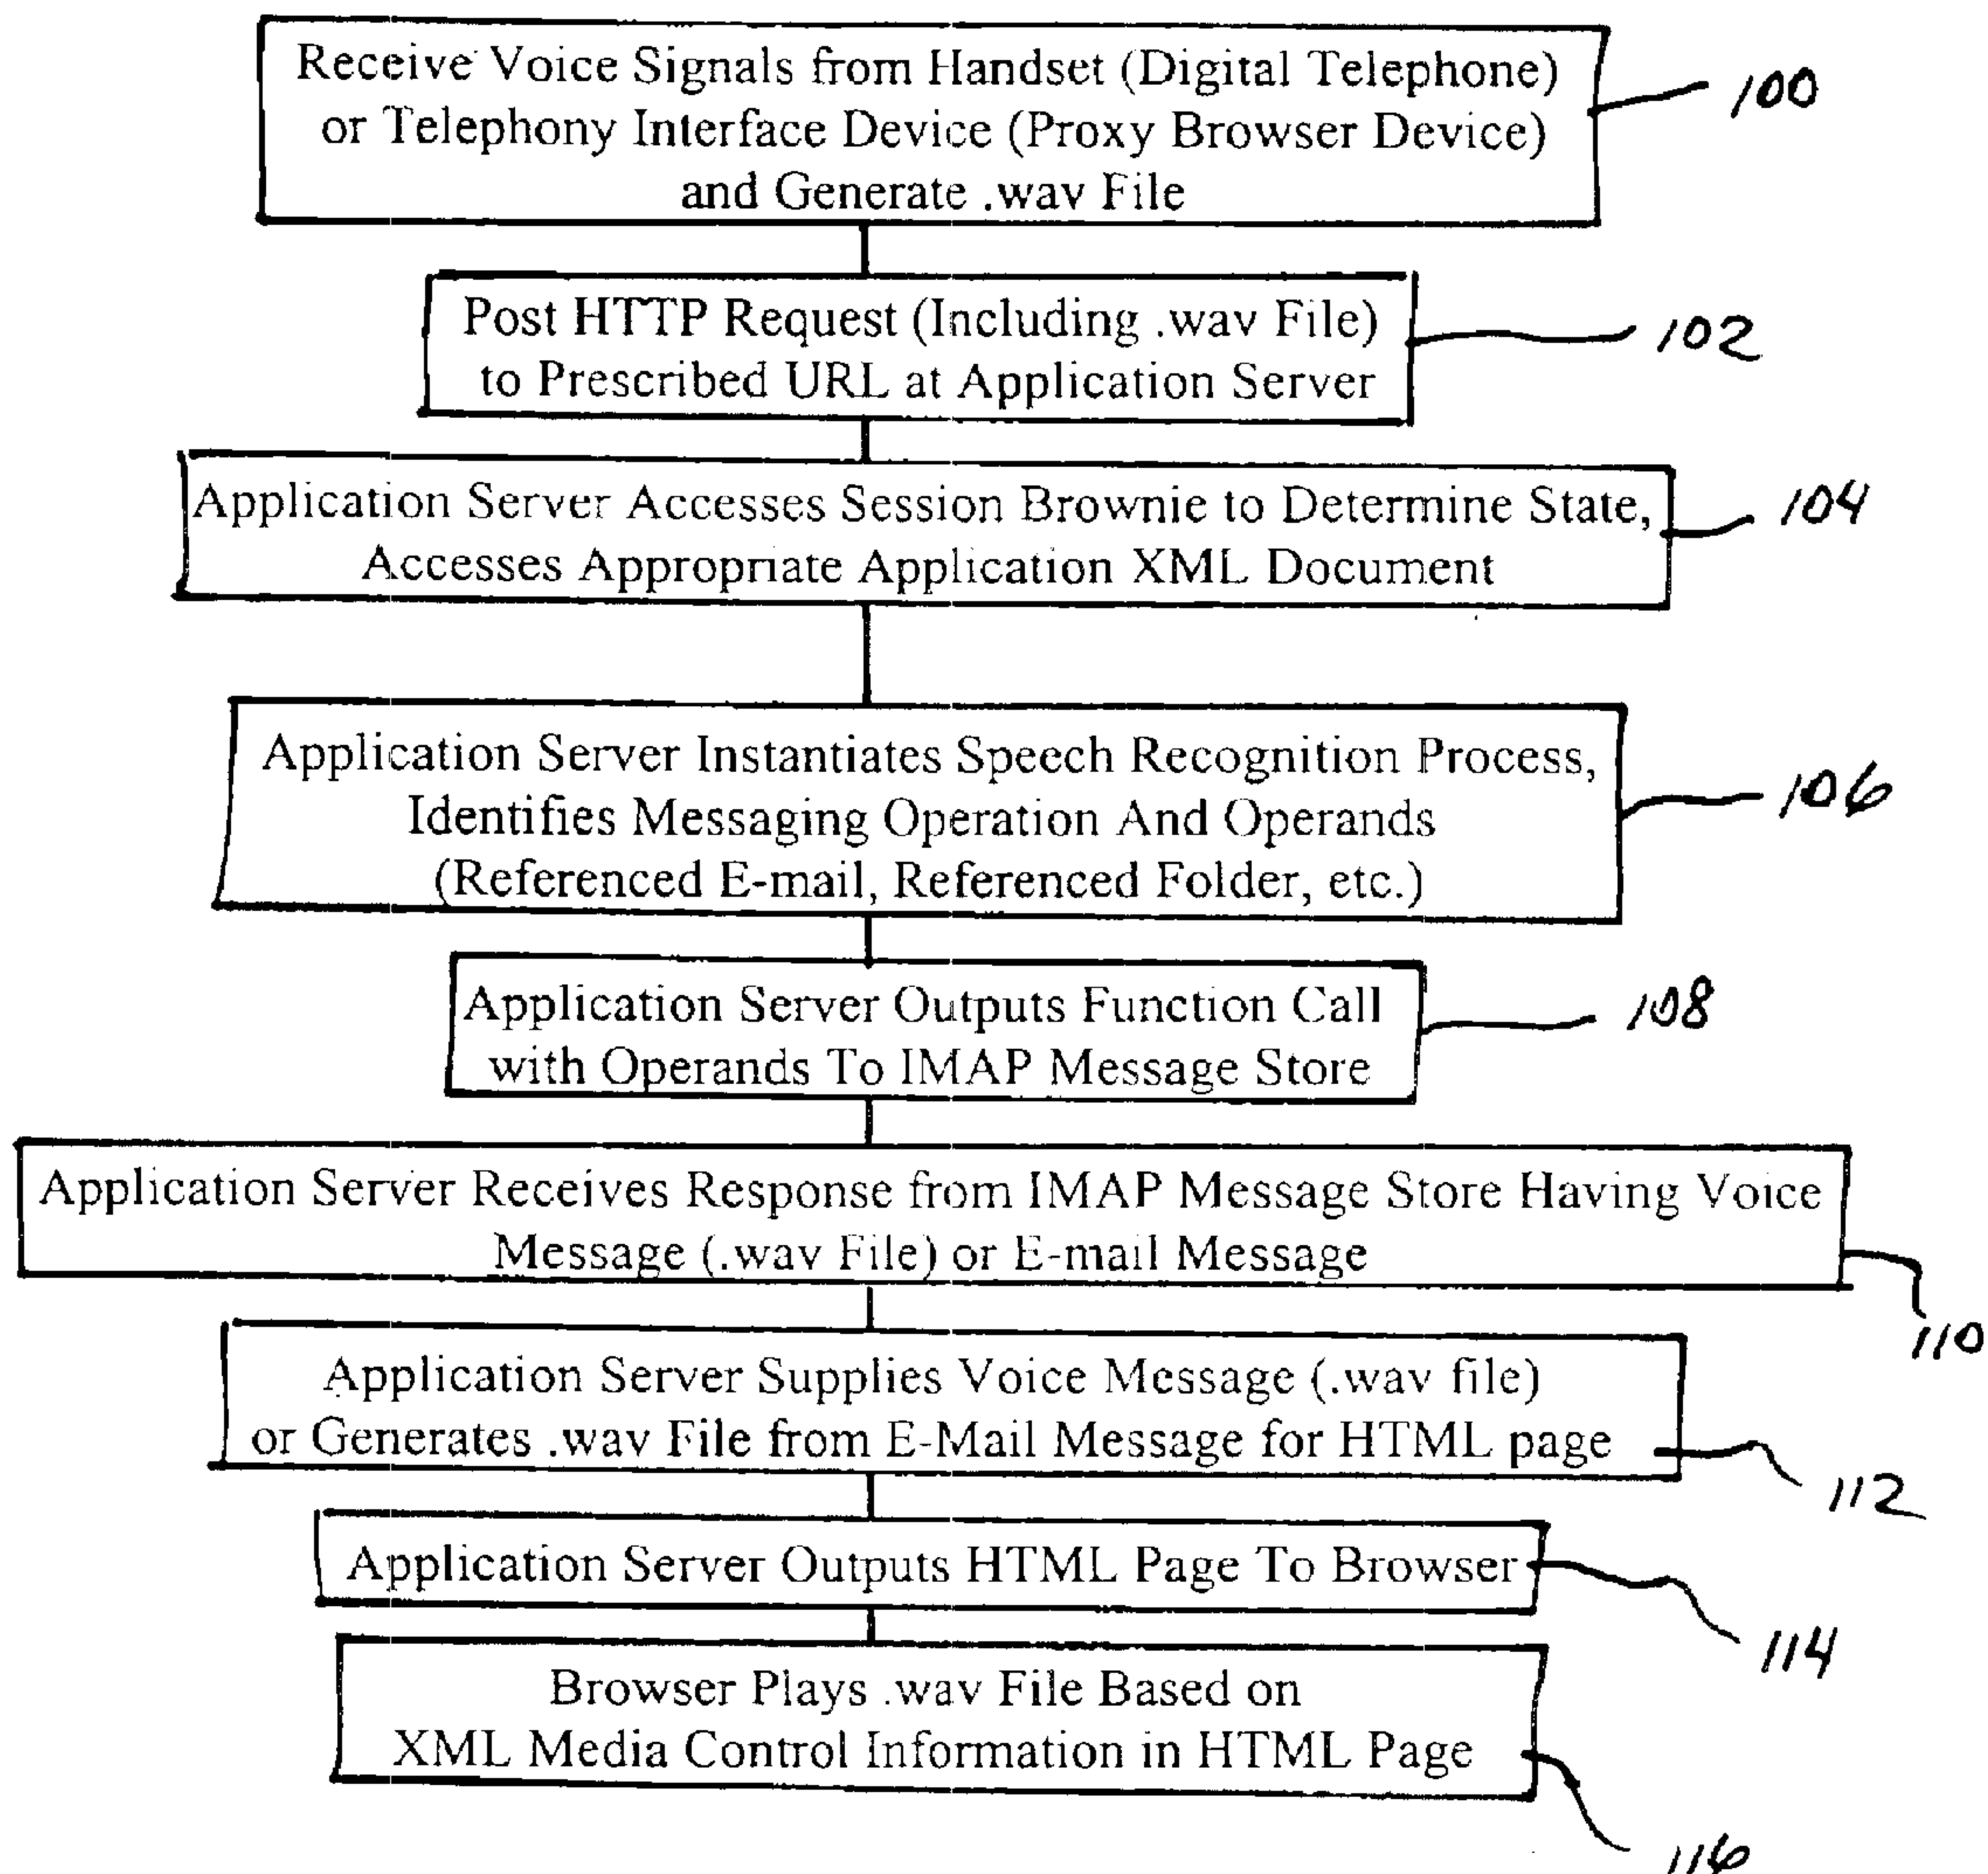 Receive Voice Signals from Handset (Digital Telephone)
or Telephony Interface Device (Proxy Browser Device)
and Generate .wav File
100
Post HTTP Request (Including .wav File)
to Prescribed URL at Application Server
102
Application Server Accesses Session Brownie to Determine State,
Accesses Appropriate Application XML Document
104
Application Server Instantiates Speech Recognition Process,
Identifies Messaging Operation And Operands
(Referenced E-mail, Referenced Folder, etc.)
106
Application Server Outputs Function Call
with Operands To IMAP Message Store
108
Application Server Receives Response from IMAP Message Store Having Voice
Message (.wav File) or E-mail Message
110
Application Server Supplies Voice Message (.wav file)
or Generates .wav File from E-Mail Message for HTML page
112
Application Server Outputs HTML Page To Browser
114
Browser Plays .wav File Based on
XML Media Control Information in HTML Page
116